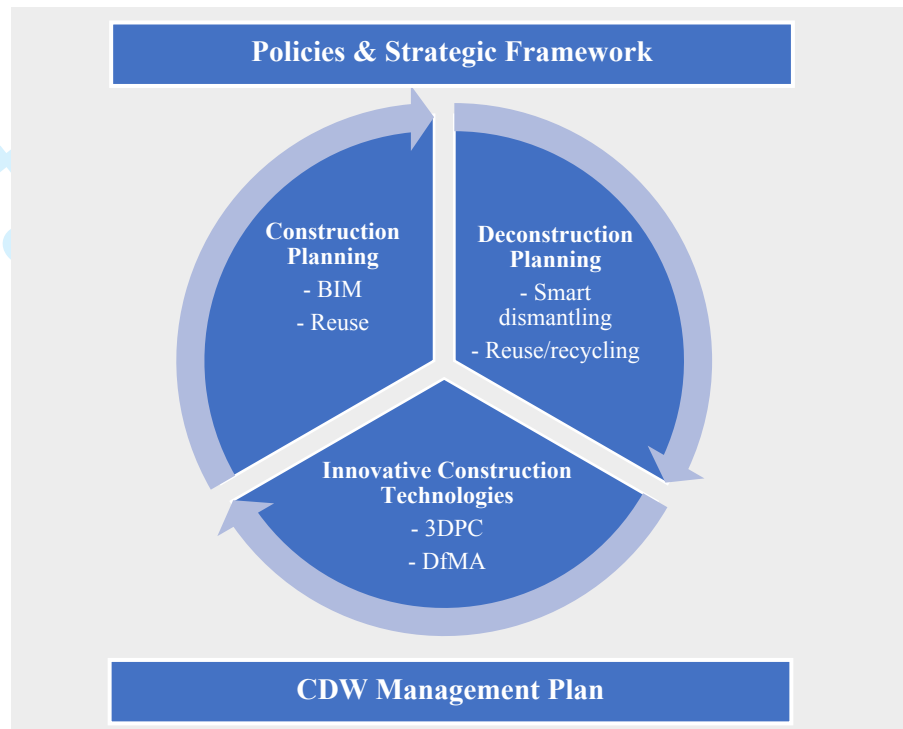 Policies & Strategic Framework
Construction
Planning
- BIM
- Reuse
Deconstruction
Planning
- Smart
dismantling
- Reuse/recycling
Innovative Construction
Technologies
- 3DPC
- DfMA
CDW Management Plan